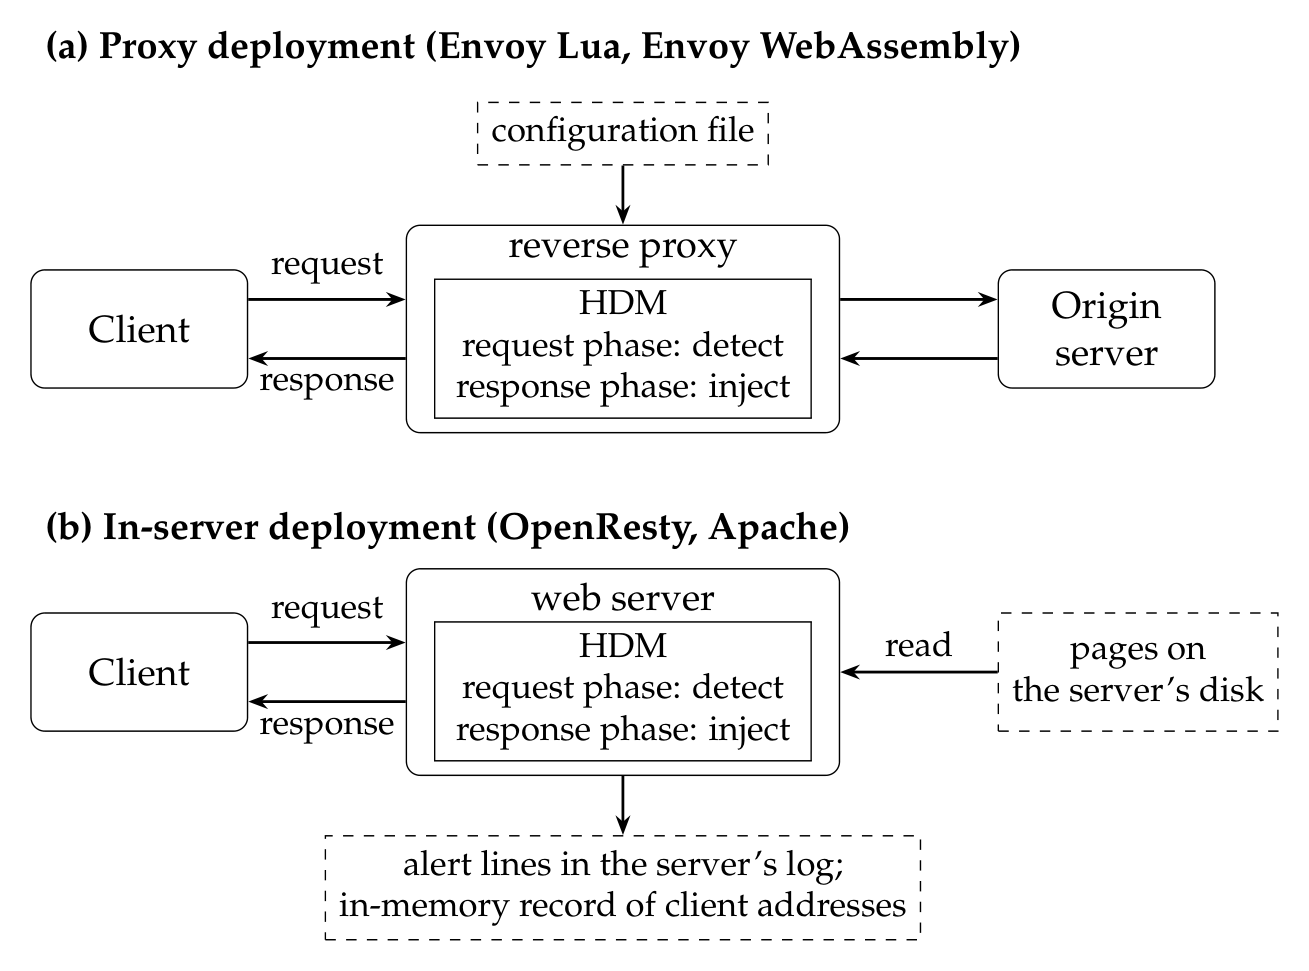 (a) Proxy deployment (Envoy Lua, Envoy WebAssembly)
configuration file
reverse proxy
request
HDM
Client
request phase: detect
response phase: inject
response
Origin
server
(b) In-server deployment (OpenResty, Apache)
web server
request
HDM
Client
request phase: detect
response phase: inject
response
read
pages on
the server's disk
alert lines in the server's log;
in-memory record of client addresses